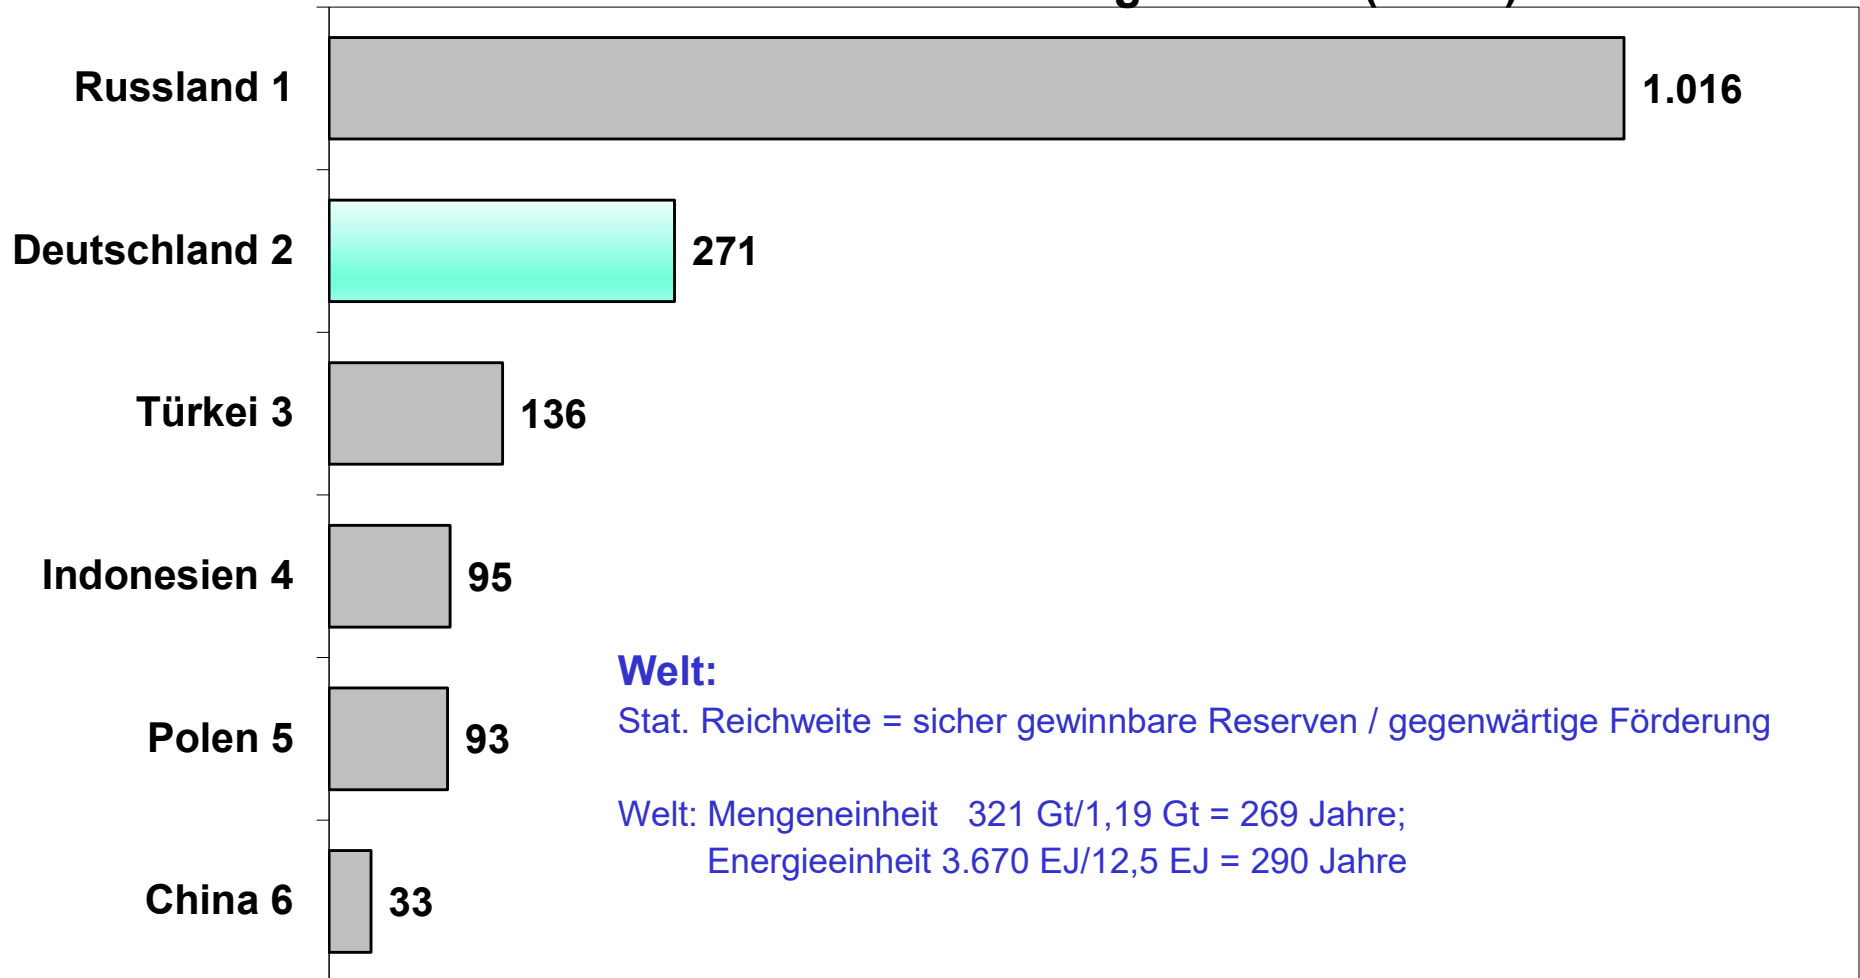 Russland 1
1.016
Deutschland 2
271
Türkei 3
136
Indonesien 4
95
Polen 5
93
China 6
33
Welt:
Stat. Reichweite = sicher gewinnbare Reserven / gegenwärtige Förderung
Welt: Mengeneinheit 321 Gt/1,19 Gt = 269 Jahre;
Energieeinheit 3.670 EJ/12,5 EJ = 290 Jahre